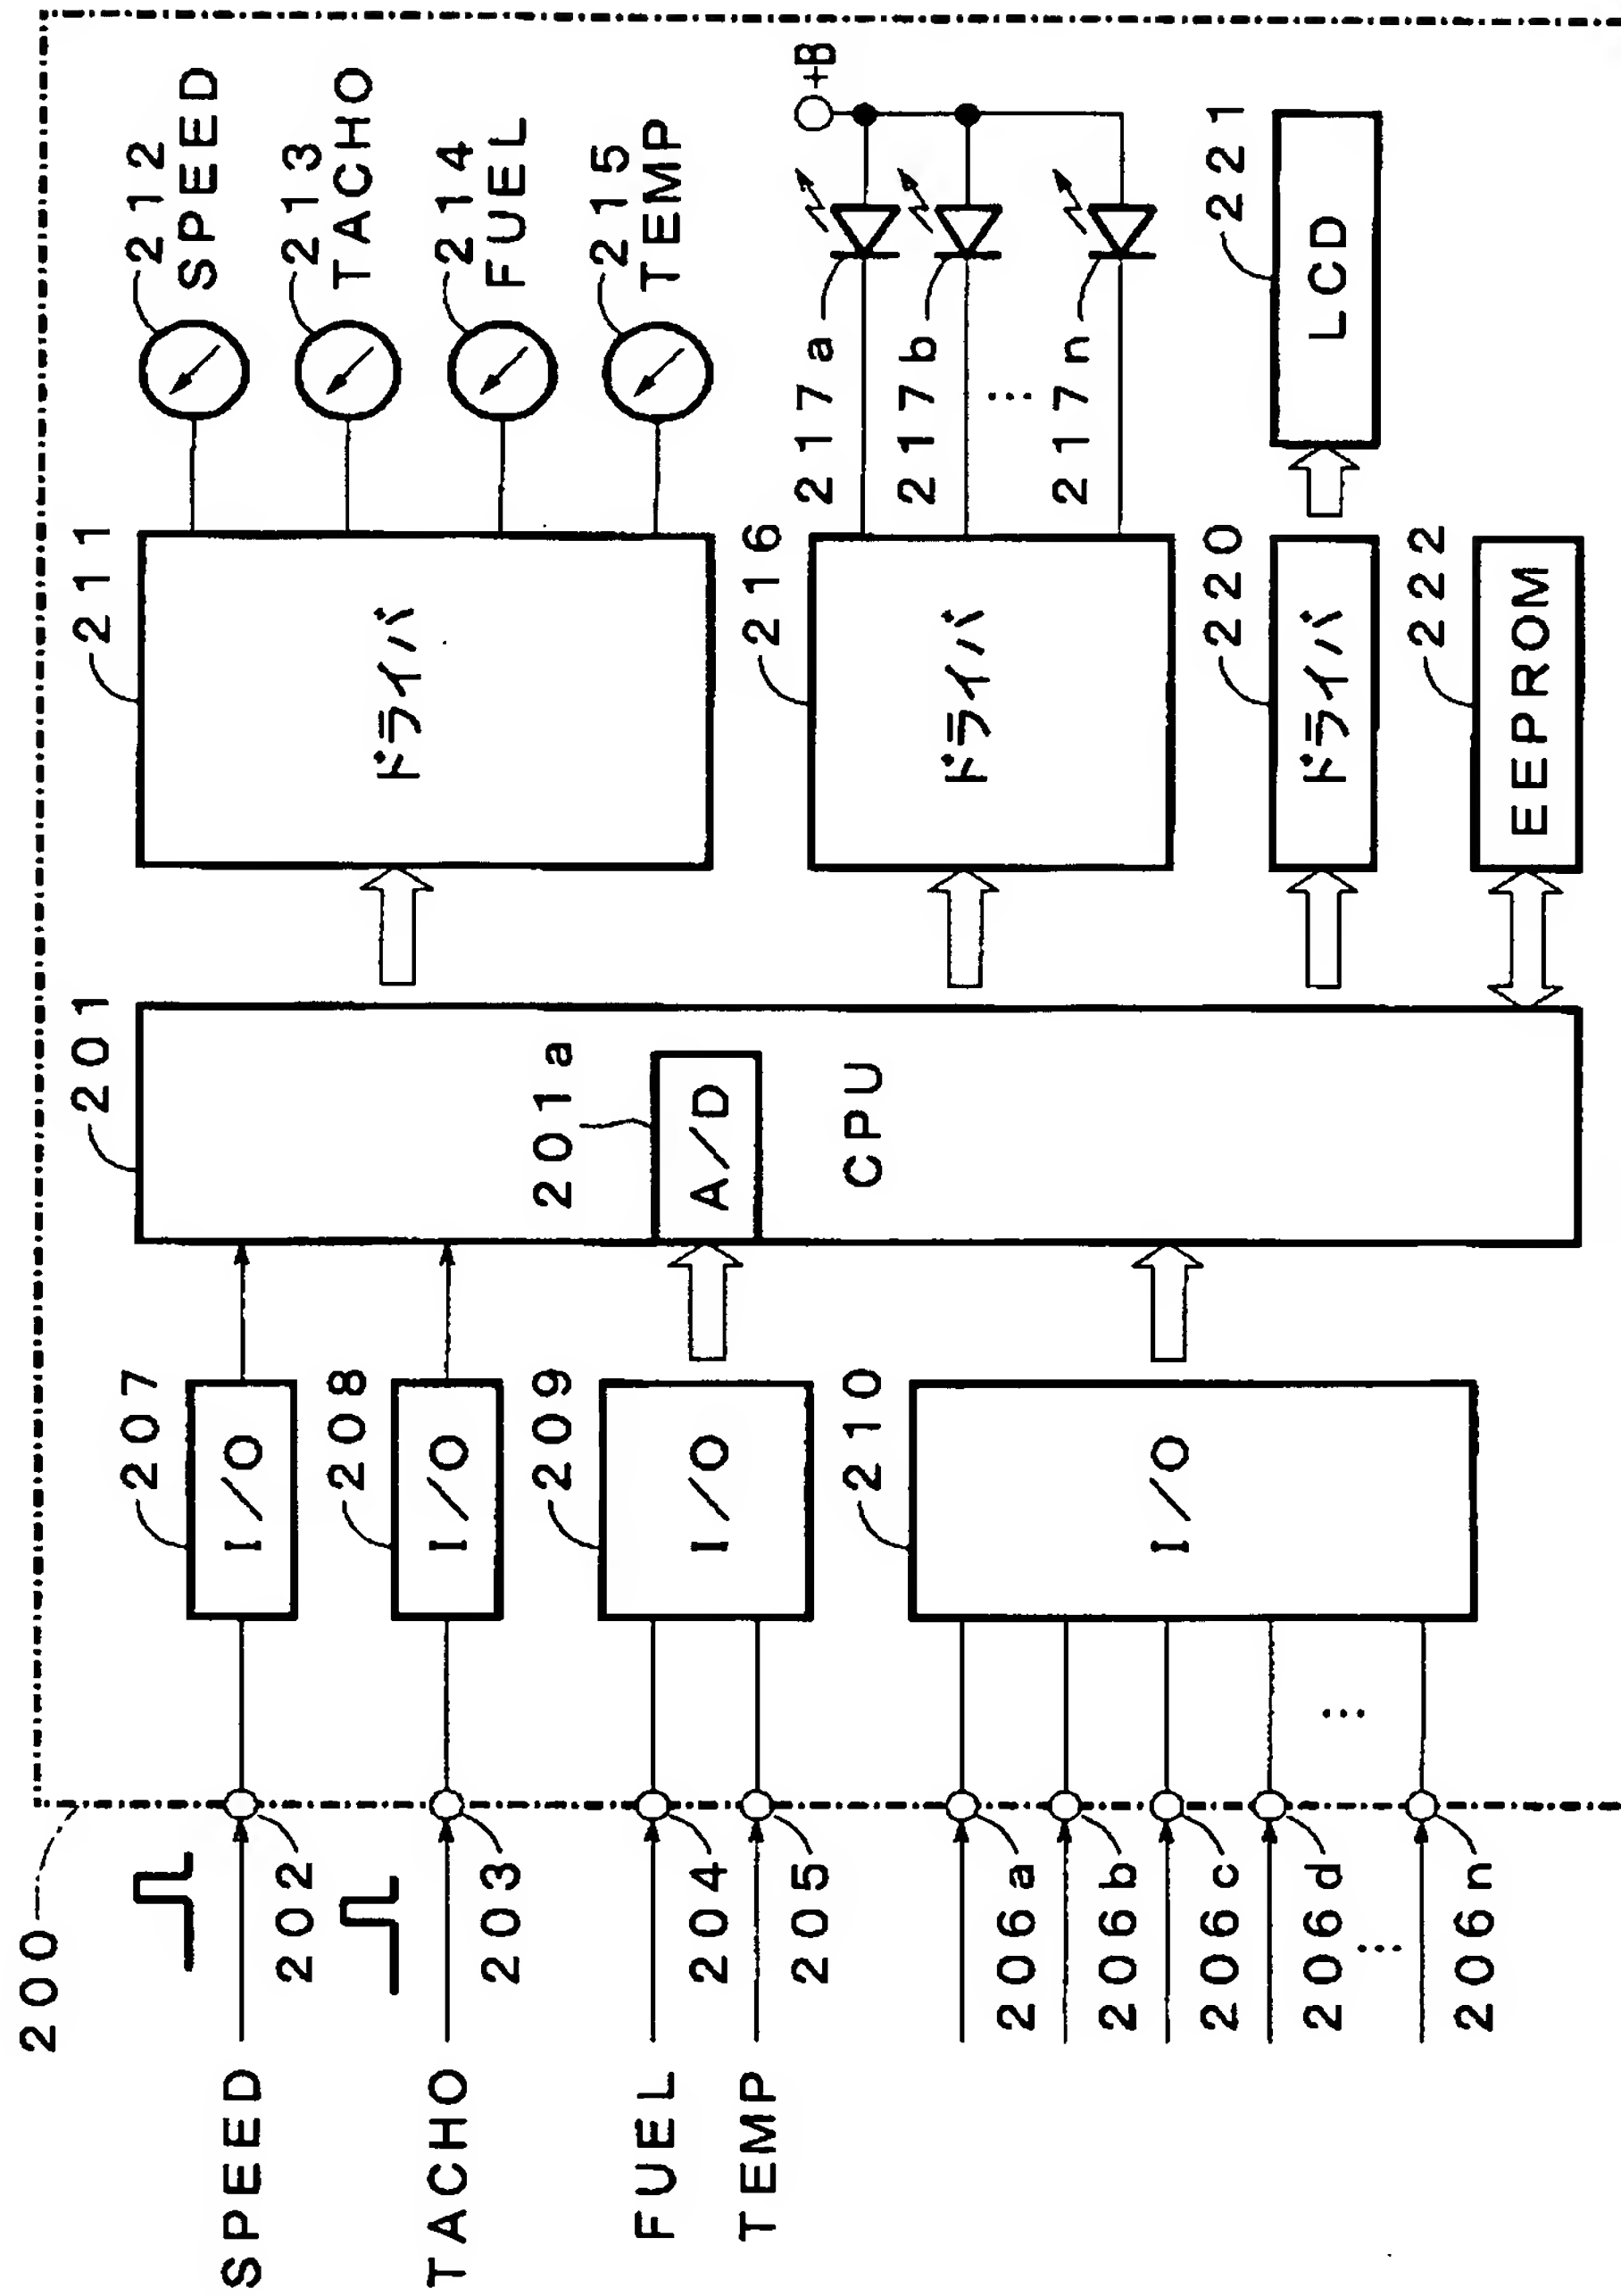 200
SPEED
202
207
I/O
TACHO
203
208
I/O
FUEL
204
TEMP
205
209
I/O
206a
206b
206c
206d
...
206n
...
210
I/O
201
201a
A/D
CPU
211
ドライバ
212
SPEED
213
TACHO
214
FUEL
215
TEMP
216
ドライバ
217a
217b
...
217n
+B
220
ドライバ
221
LCD
222
EEPROM